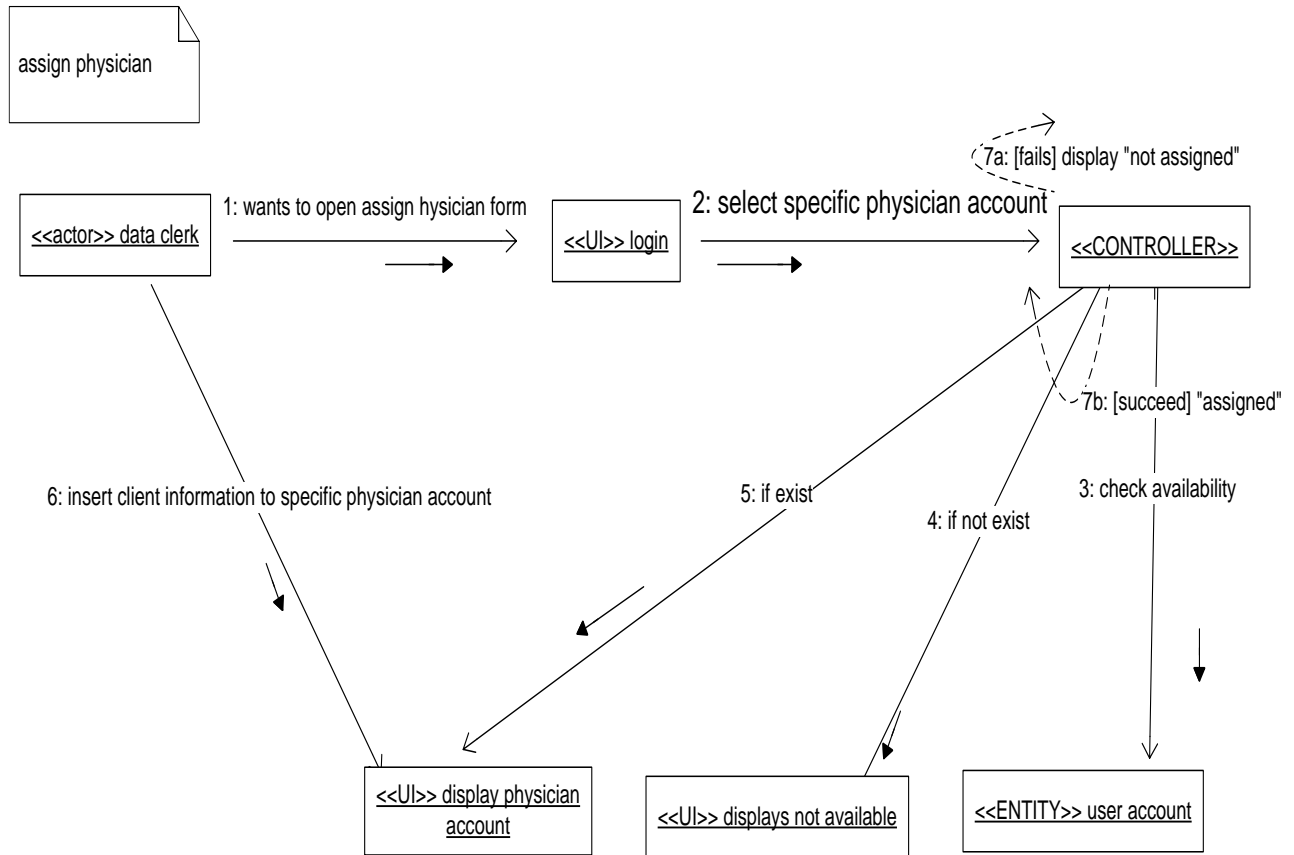 assign physician
7a: [fails] display "not assigned"
1: wants to open assign hysician form
2: select specific physician account
<<actor>> data clerk
<<UI>> login
<<CONTROLLER>>
7b: [succeed] "assigned"
6: insert client information to specific physician account
5: if exist
4: if not exist
3: check availability
<<UI>> display physician
account
<<UI>> displays not available
<<ENTITY>> user account